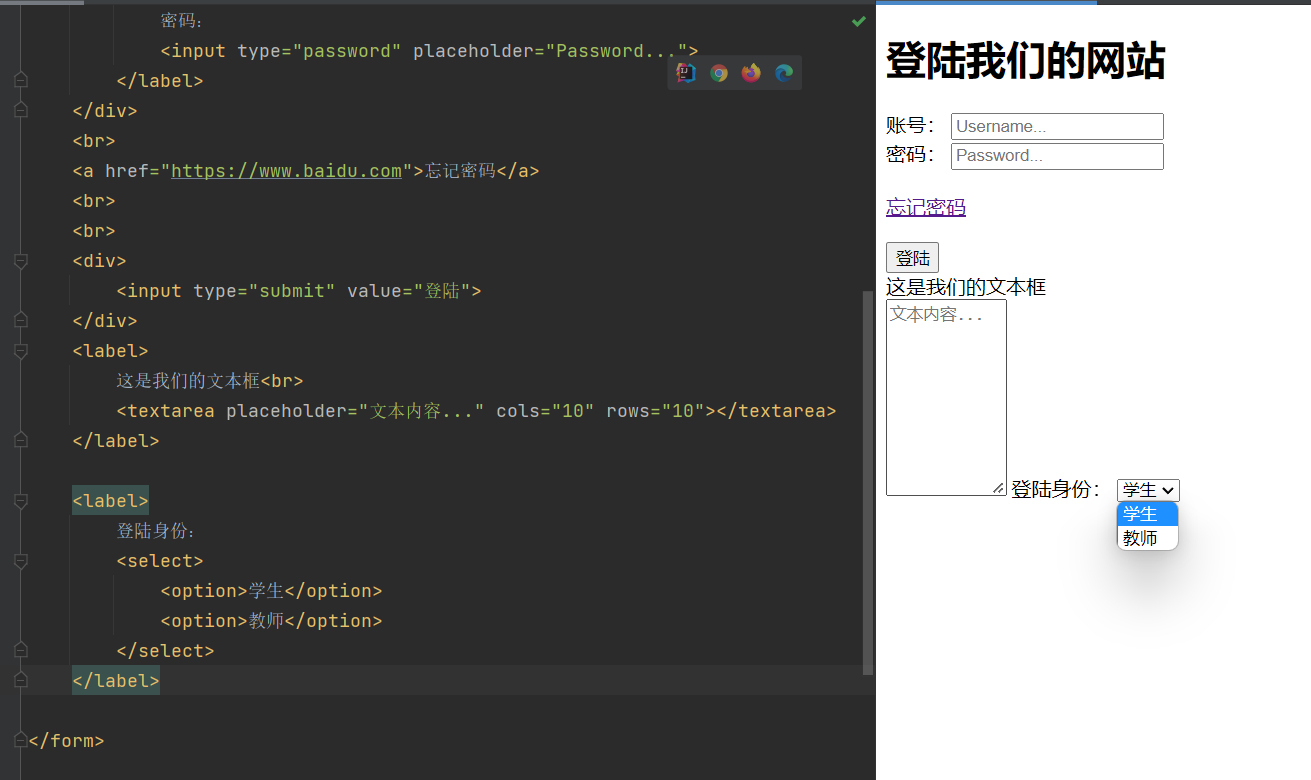 密码：
<input type="password" placeholder="Password...">
</label>
</div>
<br>
<a href="https://www.baidu.com">忘记密码</a>
<br>
<br>
<div>
<input type="submit" value="登陆">
</div>
<label>
这是我们的文本框<br>
<textarea placeholder="文本内容..." cols="10" rows="10"></textarea>
</label>
<label>
登陆身份：
<select>
<option>学生</option>
<option>教师</option>
</select>
</label>
</form>
登陆我们的网站
账号： Username...
密码： Password...
忘记密码
登陆
这是我们的文本框
文本内容...
登陆身份： 学生
学生
教师